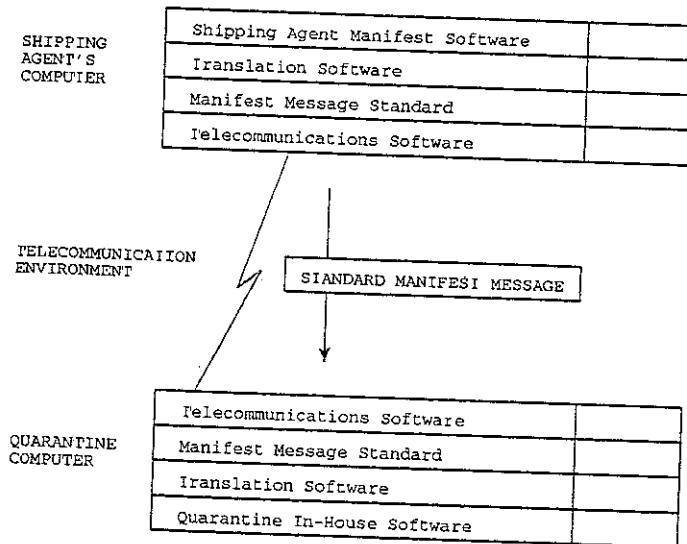 SHIPPING
AGENT'S
COMPUTER
Shipping Agent Manifest Software
Translation Software
Manifest Message Standard
Telecommunications Software
TELECOMMUNICATION
ENVIRONMENT
STANDARD MANIFEST MESSAGE
QUARANTINE
COMPUTER
Telecommunications Software
Manifest Message Standard
Translation Software
Quarantine In-House Software